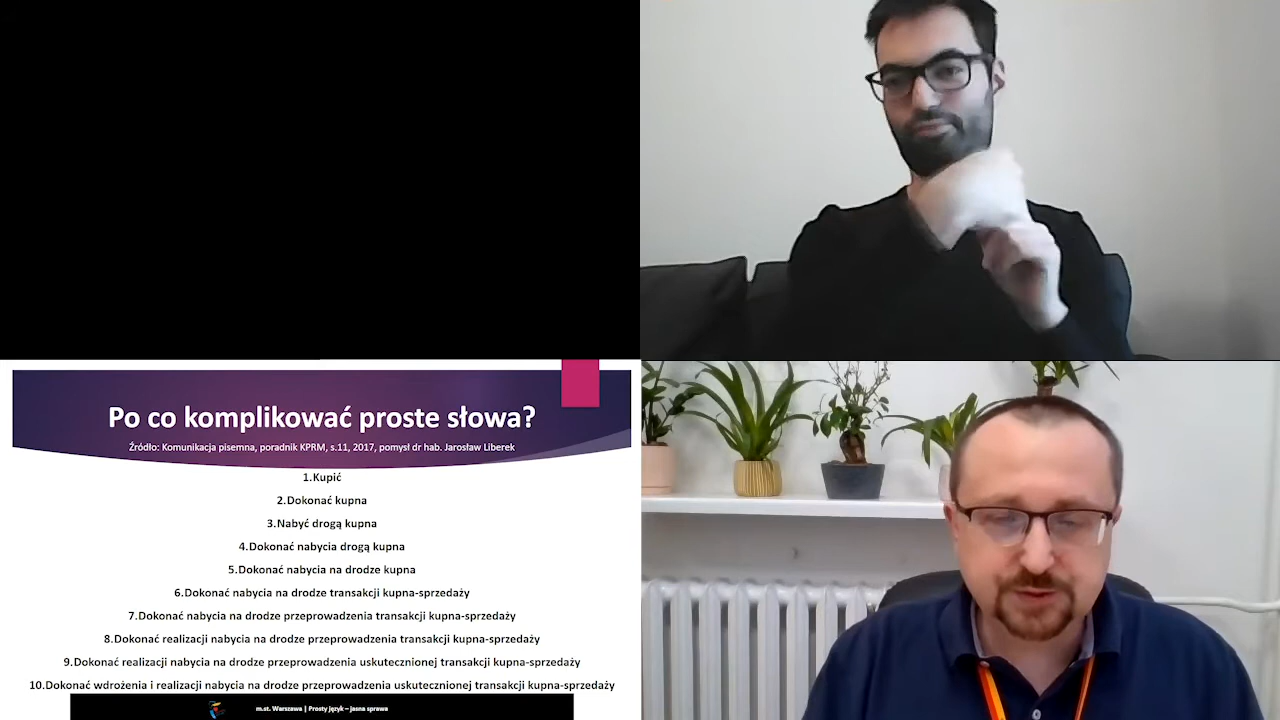 Po co komplikować proste słowa?
Źródło: Komunikacja pisemna, poradnik KPRM, s.11, 2017, pomysł dr hab. Jarosław Liberek
1.Kupić
2.Dokonać kupna
3.Nabyć drogą kupna
4.Dokonać nabycia drogą kupna
5.Dokonać nabycia na drodze kupna
6.Dokonać nabycia na drodze transakcji kupna-sprzedaży
7.Dokonać nabycia na drodze przeprowadzenia transakcji kupna-sprzedaży
8.Dokonać realizacji nabycia na drodze przeprowadzenia transakcji kupna-sprzedaży
9.Dokonać realizacji nabycia na drodze przeprowadzenia uskutecznionej transakcji kupna-sprzedaży
10.Dokonać wdrożenia i realizacji nabycia na drodze przeprowadzenia uskutecznionej transakcji kupna-sprzedaży
m.st. Warszawa | Prosty język – jasna sprawa